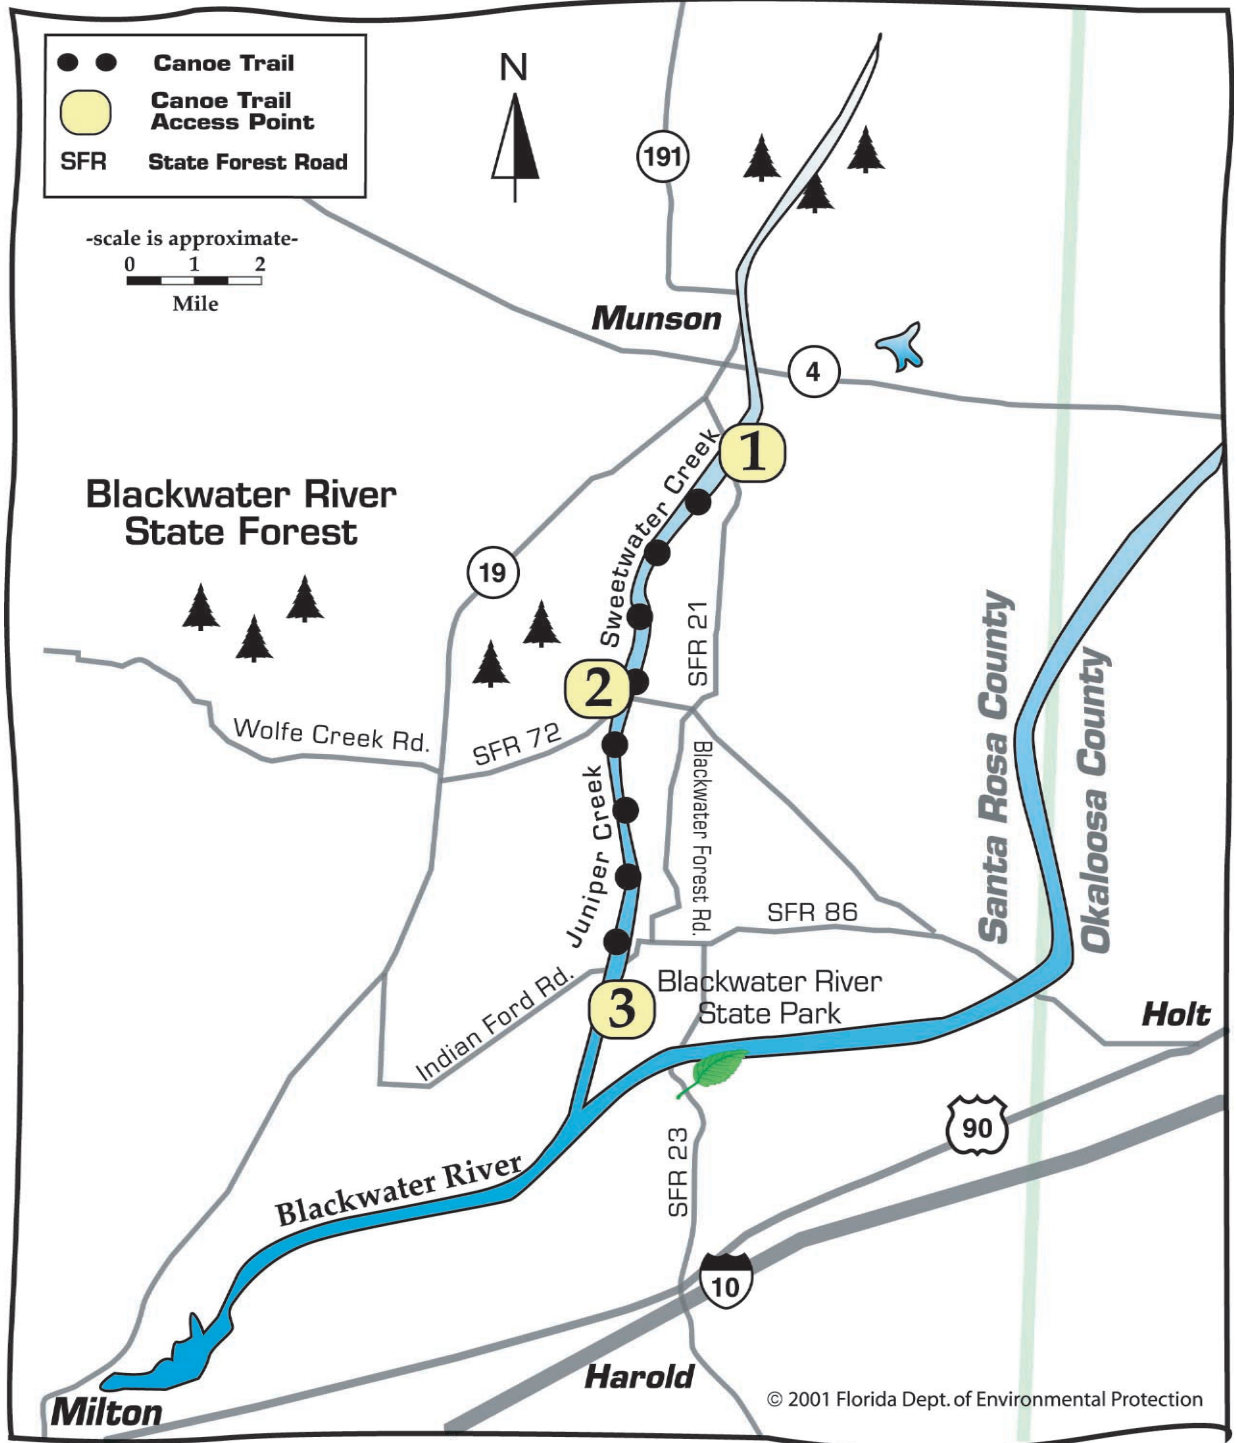 Canoe Trail
Canoe Trail
Access Point
SFR State Forest Road
N
-scale is approximate-
0 1 2
Mile
191
Munson
4
1
Sweetwater Creek
Blackwater River
State Forest
19
SFR 21
2
Wolfe Creek Rd.
SFR 72
Juniper Creek
Blackwater Forest Rd.
Santa Rosa County
Okaloosa County
SFR 86
Indian Ford Rd.
3
Blackwater River
State Park
Holt
90
SFR 23
Blackwater River
10
Harold
Milton
© 2001 Florida Dept. of Environmental Protection